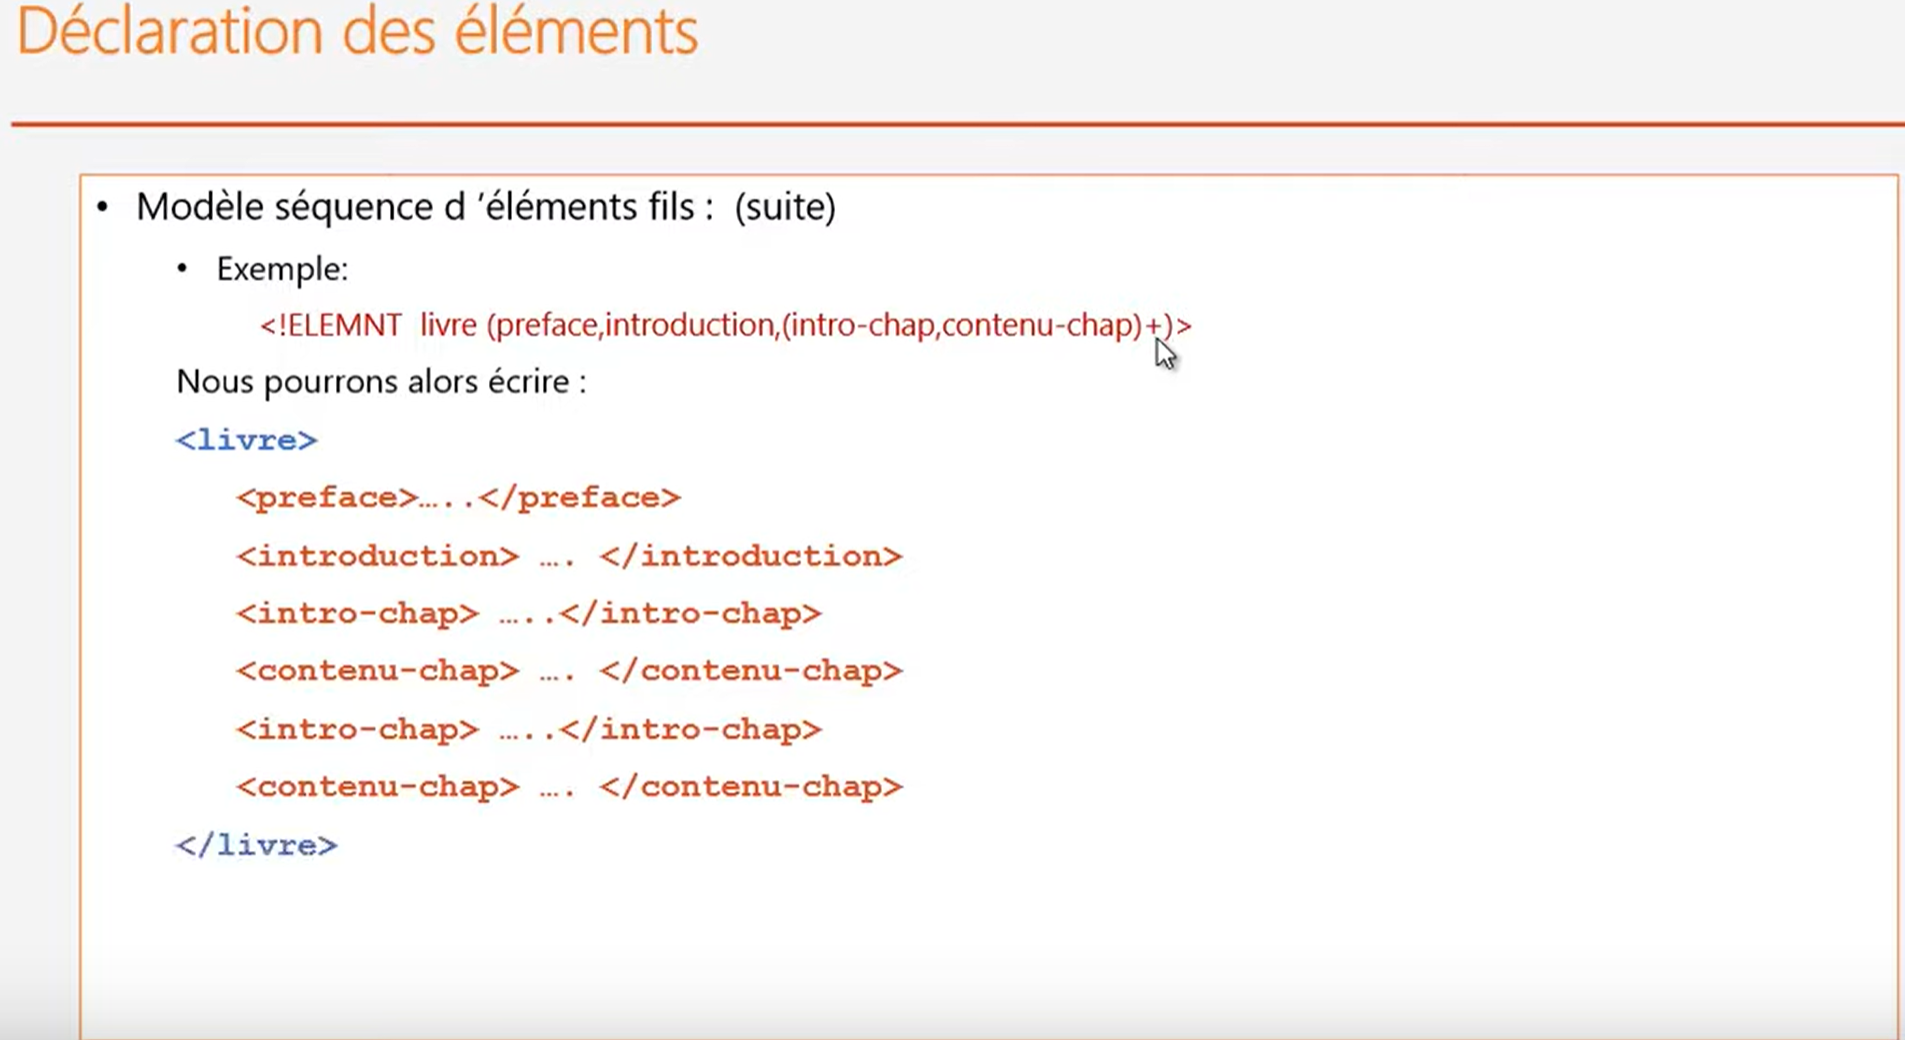 Déclaration des éléments
• Modèle séquence d ’éléments fils :  (suite)
• Exemple:
<!ELEMNT  livre (preface,introduction,(intro-chap,contenu-chap)+)>
Nous pourrons alors écrire :
<livre>
<preface>…..</preface>
<introduction> …. </introduction>
<intro-chap> …..</intro-chap>
<contenu-chap> …. </contenu-chap>
<intro-chap> …..</intro-chap>
<contenu-chap> …. </contenu-chap>
</livre>